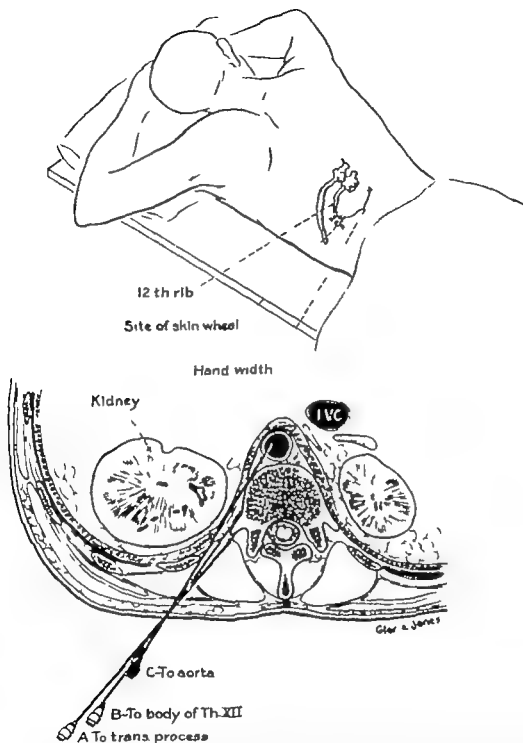 12 th rib
Site of skin wheal
Hand width
Kidney
IVC
C-To aorta
B-To body of Th-XII
A To trans. process